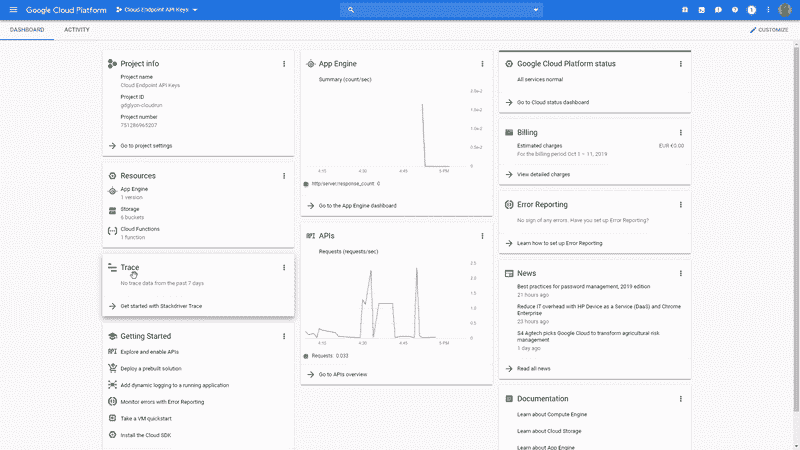 Google Cloud Platform
Cloud Endpoint API Keys
DASHBOARD
ACTIVITY
CUSTOMIZE
Project info
Project name
Cloud Endpoint API Keys
Project ID
gdglyon-cloudrun
Project number
751286965207
Go to project settings
Resources
App Engine
1 version
Storage
6 buckets
Cloud Functions
1 function
Trace
No trace data from the past 7 days
Get started with Stackdriver Trace
Getting Started
API
Explore and enable APIs
Deploy a prebuilt solution
Add dynamic logging to a running application
Monitor errors with Error Reporting
Take a VM quickstart
Install the Cloud SDK
App Engine
Summary (count/sec)
2.0e-2
1.5e-2
1.0e-2
0.5e-2
0
4:15
4:30
4:45
5 PM
http/server/response_count 0
Go to the App Engine dashboard
API
APIs
Requests (requests/sec)
2.5
2.0
1.5
1.0
0.5
0
4:15
4:30
4:45
5 PM
Requests 0.033
Go to APIs overview
Google Cloud Platform status
All services normal
Go to Cloud status dashboard
Billing
Estimated charges
EUR €0.00
For the billing period Oct 1 – 11, 2019
View detailed charges
Error Reporting
No sign of any errors. Have you set up Error Reporting?
Learn how to set up Error Reporting
News
Best practices for password management, 2019 edition
21 hours ago
Reduce IT overhead with HP Device as a Service (DaaS) and Chrome
Enterprise
23 hours ago
S4 Agtech picks Google Cloud to transform agricultural risk
management
1 day ago
Read all news
Documentation
Learn about Compute Engine
Learn about Cloud Storage
Learn about App Engine